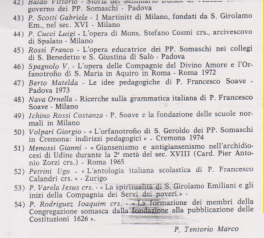 governo dei PP. Somaschi - Padova
43) P. Scotti Gabriele - I Martiniti di Milano, fondati da S. Girolamo
Em., nel sec. XVI - Milano
44) P. Cucci Luigi - L'opera di Mons. Stefano Cosmi crs. arcivescovo
di Spalato - Milano
45) Rossi Franco - L'opera educatrice dei PP. Somaschi nei collegi
di S. Benedetto e S. Giustina di Salò - Padova
46) Spagnolo V. - L'opera delle Compagnie del Divino Amore e l'Or-
fanotrofio di S. Maria in Aquiro in Roma - Roma 1972
47) Berto Matelda - Le idee pedagogiche di P. Francesco Soave -
Padova 1973
48) Nava Ornella - Ricerche sulla grammatica italiana di P. Francesco
Soave - Milano
49) Ichino Rossi Costanza - F. Soave e la fondazione delle scuole nor-
mali in Milano
50) Volpari Giorgio - «L'orfanotrofio di S. Geroldo dei PP. Somaschi
in Cremona: indirizzi pedagogici» - Cremona 1974
51) Menossi Gianni - «Giansenismo e antigiansenismo nell'archidio-
cesi di Udine durante la 2ª metà del sec. XVIII (Card. Pier Anto-
nio Zorzi crs.) - Roma 1965
52) Petrini Ugo - «L'antologia italiana scolastica di P. Francesco
Calandri crs.» - Zurigo
53) P. Varela Jesus crs. - «La spiritualità di S. Girolamo Emiliani e gli
inizi della Compagnia dei Servi dei poveri.»
54) P. Rodriguez Joaquim crs. - «La formazione dei membri della
Congregazione somasca dalla fondazione alla pubblicazione delle
Costituzioni 1626».
P. Tentorio Marco